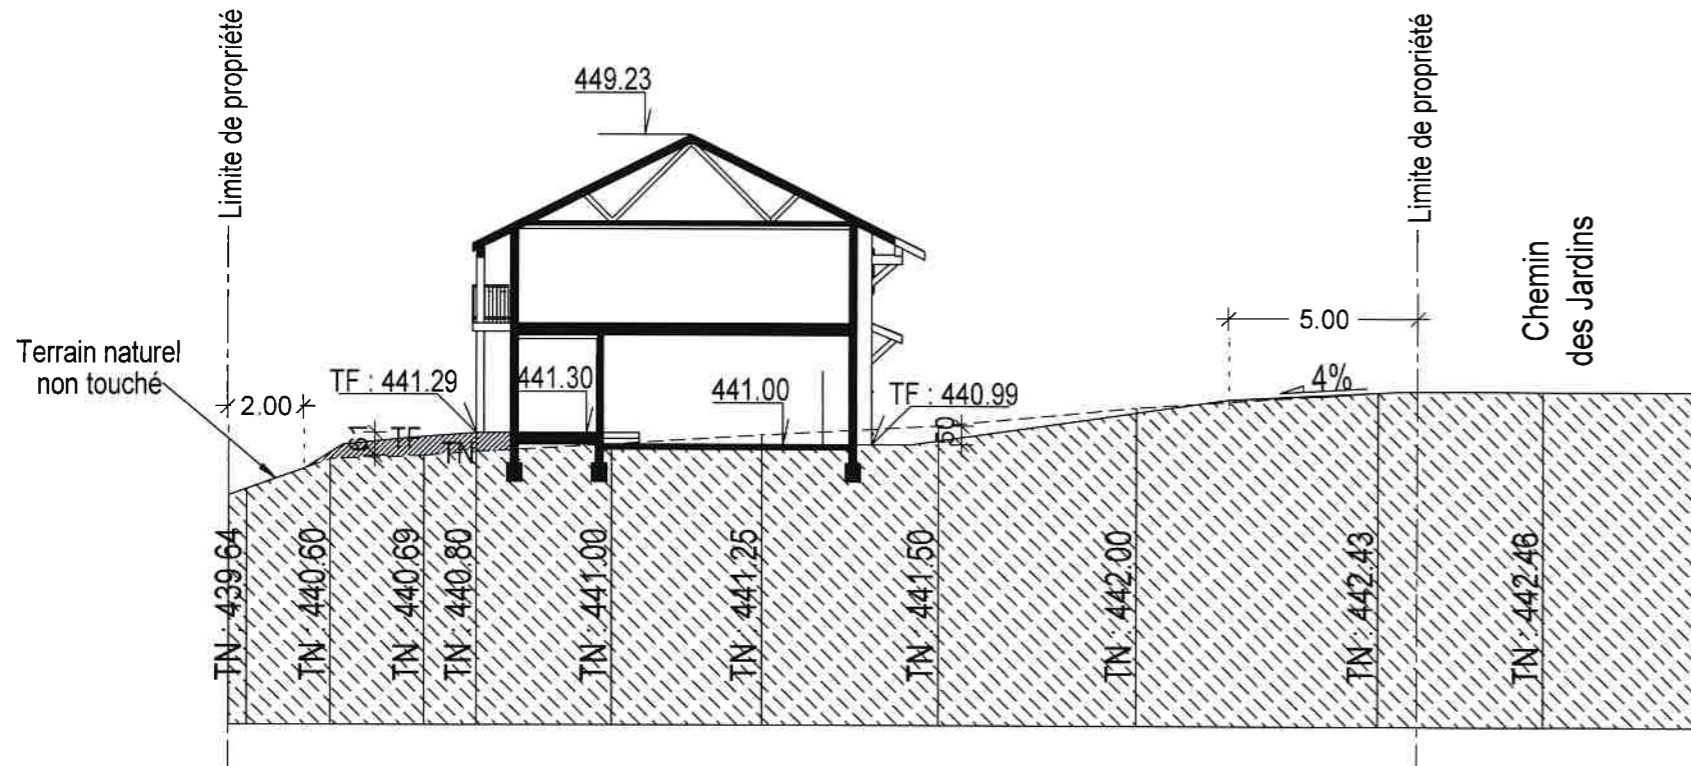 Limite de propriété
449.23
Limite de propriété
Chemin
des Jardins
5.00
Terrain naturel
non touché
2.00
TF : 441.29
441.30
441.00
TF : 440.99
4%
61
TF
TN
50
TN : 439.64
TN : 440.60
TN : 440.69
TN : 440.80
TN : 441.00
TN : 441.25
TN : 441.50
TN : 442.00
TN : 442.43
TN : 442.46